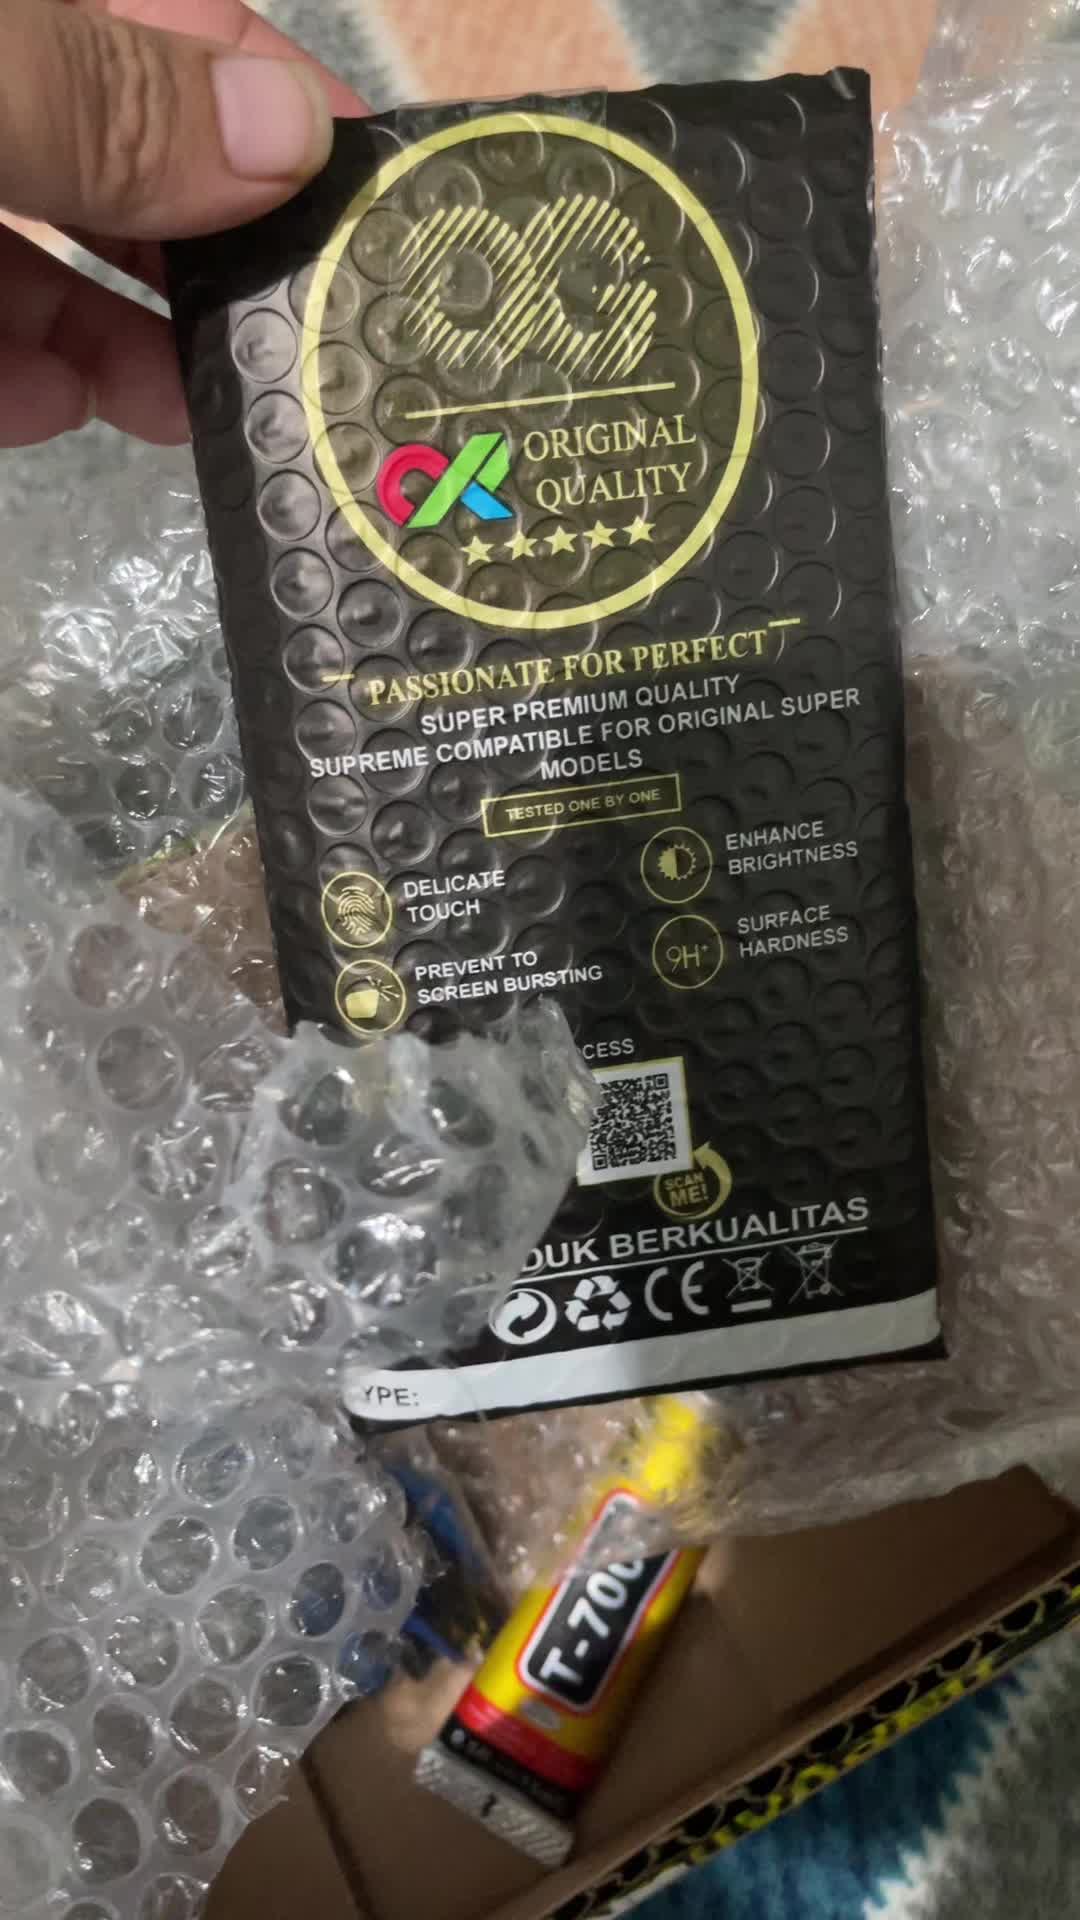 OQ
ORIGINAL
QUALITY
PASSIONATE FOR PERFECT
SUPER PREMIUM QUALITY
SUPREME COMPATIBLE FOR ORIGINAL SUPER
MODELS
TESTED ONE BY ONE
DELICATE
TOUCH
ENHANCE
BRIGHTNESS
PREVENT TO
SCREEN BURSTING
9H+
SURFACE
HARDNESS
CESS
SCAN
ME!
DUK BERKUALITAS
CE
YPE:
T-700